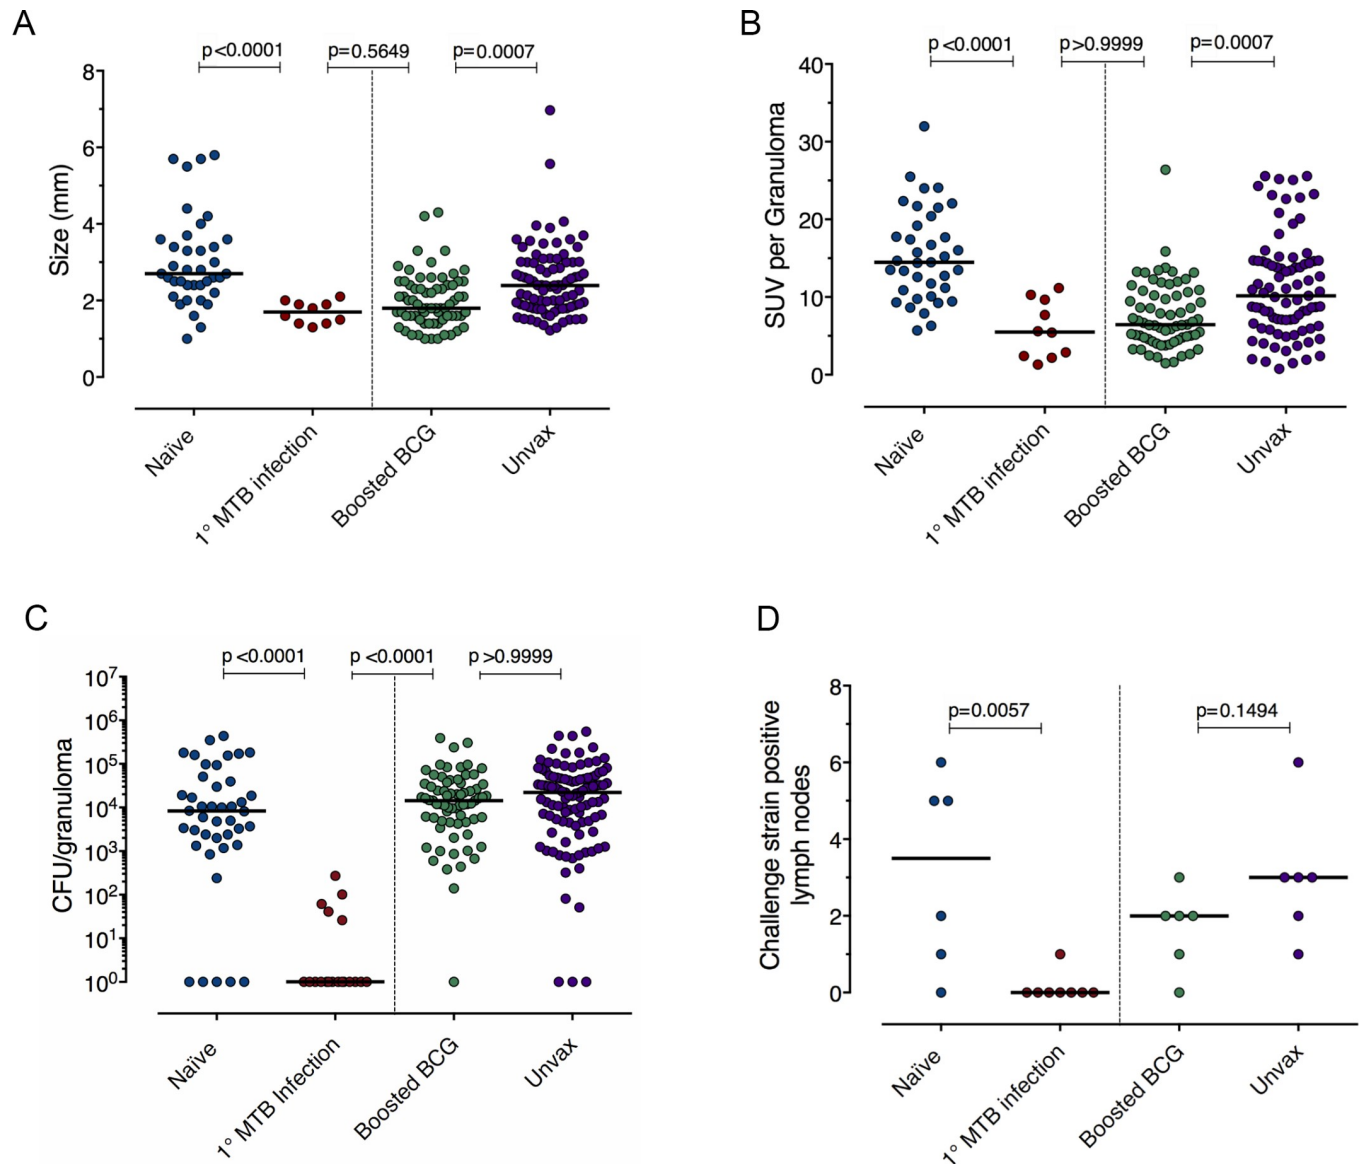 A
p <0.0001
p=0.5649
p=0.0007
8
6
4
2
0
Size (mm)
Naïve
1° MTB infection
Boosted BCG
Unvax
B
p <0.0001
p >0.9999
p=0.0007
40
30
20
10
0
SUV per Granuloma
Naïve
1° MTB infection
Boosted BCG
Unvax
C
p <0.0001
p <0.0001
p >0.9999
10⁷
10⁶
10⁵
10⁴
10³
10²
10¹
10⁰
CFU/granuloma
Naïve
1° MTB Infection
Boosted BCG
Unvax
D
p=0.0057
p=0.1494
8
6
4
2
0
Challenge strain positive
lymph nodes
Naïve
1° MTB infection
Boosted BCG
Unvax